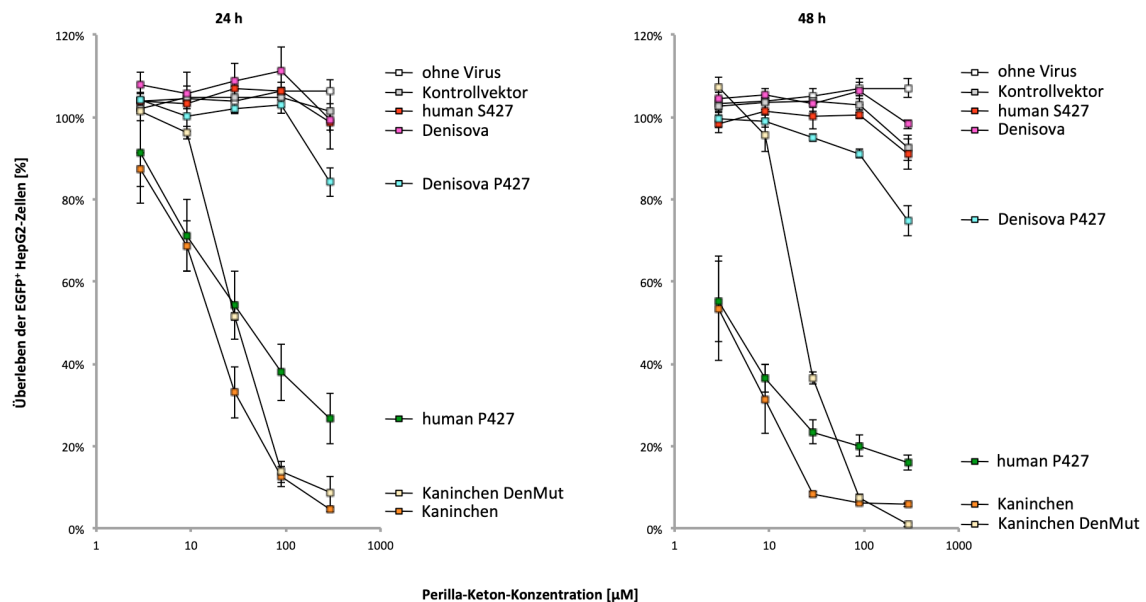 24 h
48 h
Überleben der EGFP⁺ HepG2-Zellen [%]
120%
100%
80%
60%
40%
20%
0%
1
10
100
1000
ohne Virus
Kontrollvektor
human S427
Denisova
Denisova P427
human P427
Kaninchen DenMut
Kaninchen
120%
100%
80%
60%
40%
20%
0%
1
10
100
1000
ohne Virus
Kontrollvektor
human S427
Denisova
Denisova P427
human P427
Kaninchen
Kaninchen DenMut
Perilla-Keton-Konzentration [µM]